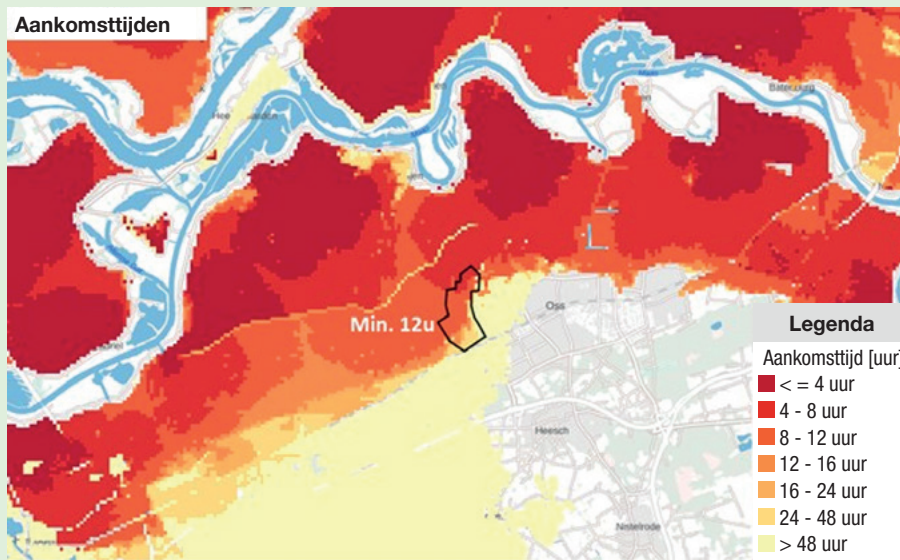 Aankomsttijden
Oss
Min. 12u
Heesch
Nistelrode
Legenda
Aankomsttijd [uur]
< = 4 uur
4 - 8 uur
8 - 12 uur
12 - 16 uur
16 - 24 uur
24 - 48 uur
> 48 uur